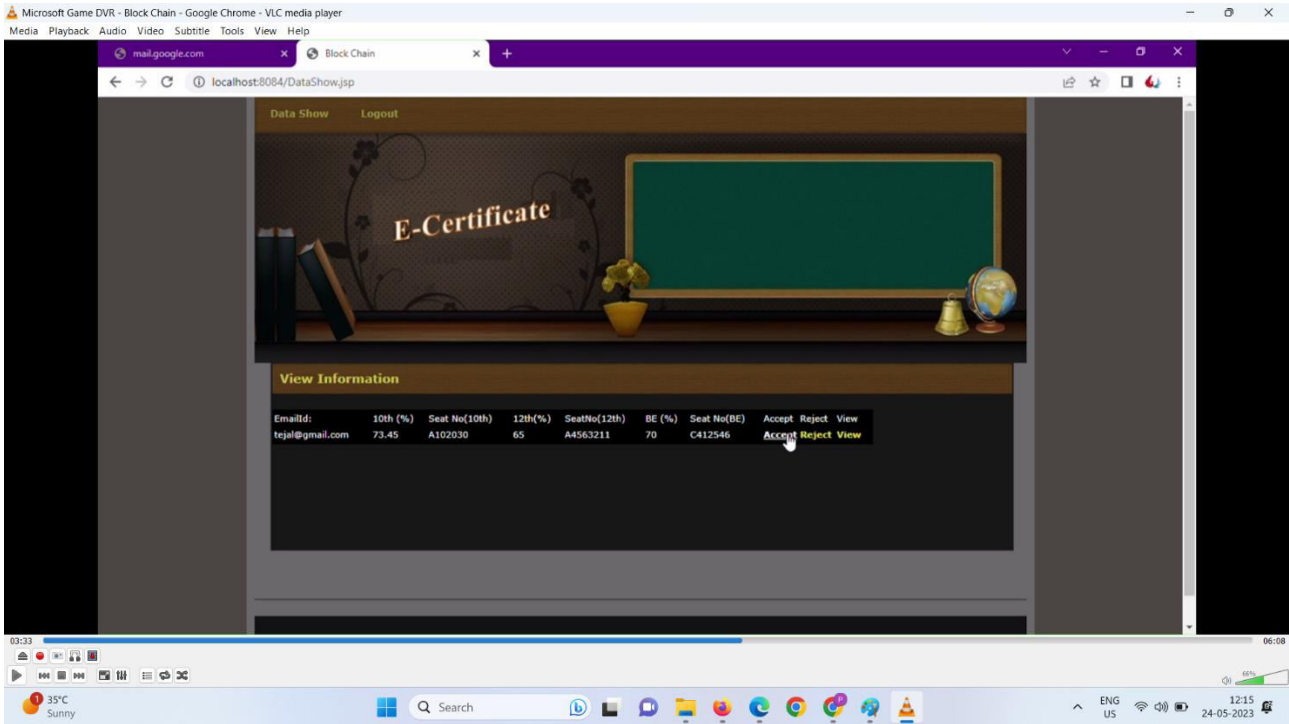 Microsoft Game DVR - Block Chain - Google Chrome - VLC media player
Media Playback Audio Video Subtitle Tools View Help
mail.google.com Block Chain
localhost:8084/DataShow.jsp
Data Show Logout
E-Certificate
View Information
EmailId: 10th (%) Seat No(10th) 12th(%) SeatNo(12th) BE (%) Seat No(BE) Accept Reject View
tejal@gmail.com 73.45 A102030 65 A4563211 70 C412546 Accept Reject View
03:33 06:08
66%
1 35°C Search ENG 12:15
Sunny US 24-05-2023